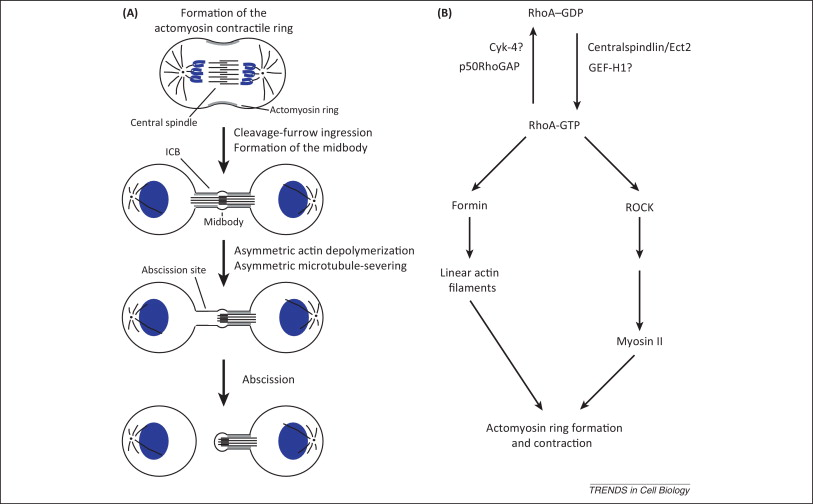 (A)
Formation of the
actomyosin contractile ring
Central spindle
Actomyosin ring
Cleavage-furrow ingression
Formation of the midbody
ICB
Midbody
Asymmetric actin depolymerization
Asymmetric microtubule-severing
Abscission site
Abscission
(B)
RhoA–GDP
Cyk-4?
p50RhoGAP
Centralspindlin/Ect2
GEF-H1?
RhoA-GTP
Formin
ROCK
Linear actin
filaments
Myosin II
Actomyosin ring formation
and contraction
TRENDS in Cell Biology